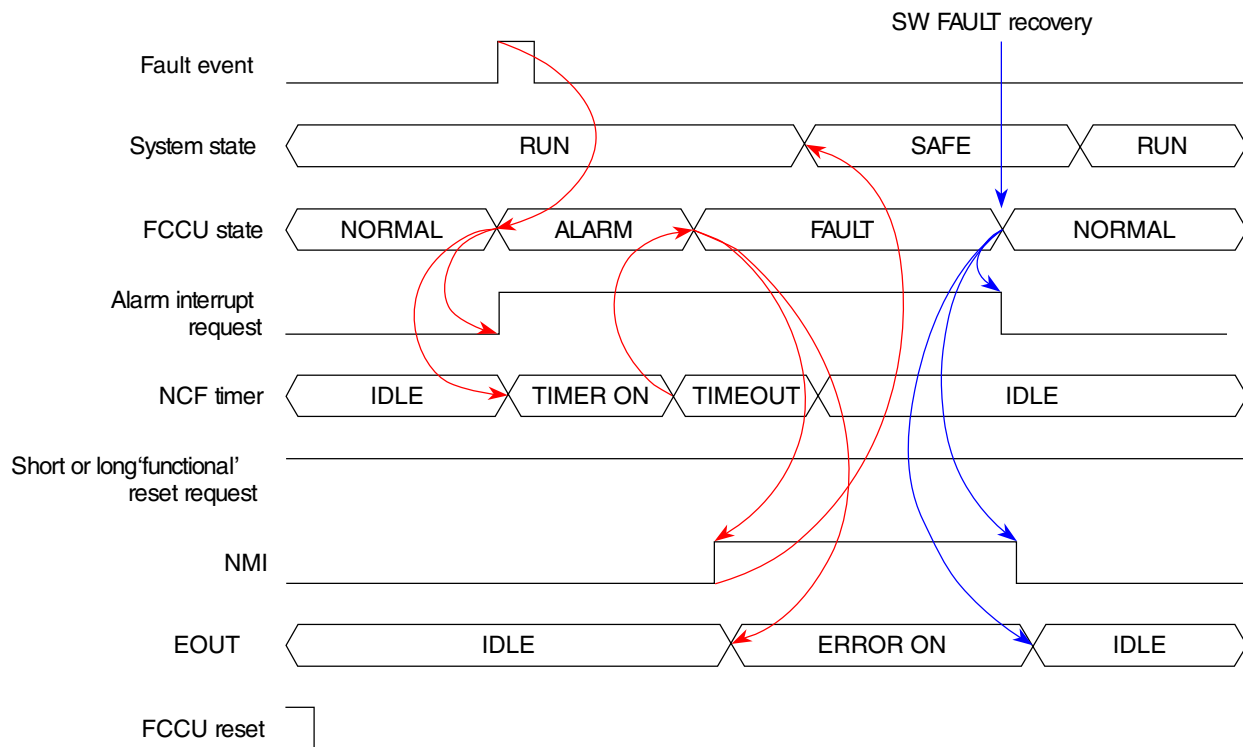 SW FAULT recovery
Fault event
System state
RUN
SAFE
RUN
FCCU state
NORMAL
ALARM
FAULT
NORMAL
Alarm interrupt
request
NCF timer
IDLE
TIMER ON
TIMEOUT
IDLE
Short or long‘functional’
reset request
NMI
EOUT
IDLE
ERROR ON
IDLE
FCCU reset